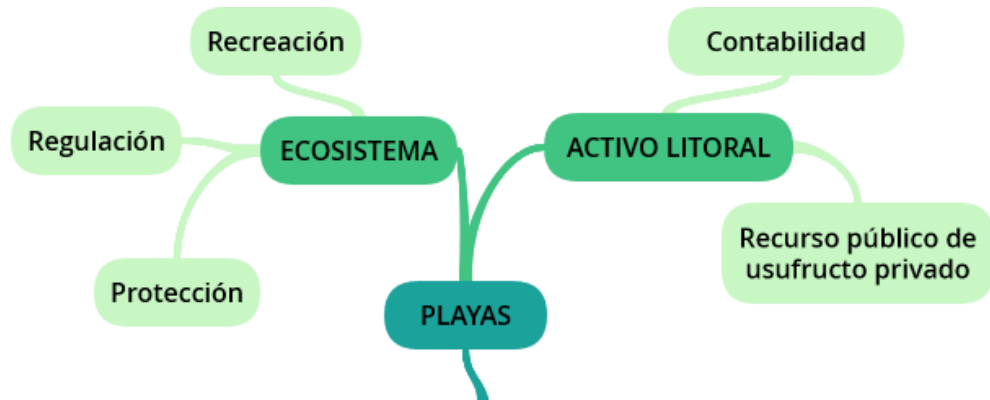 Recreación
Contabilidad
Regulación
ECOSISTEMA
ACTIVO LITORAL
Recurso público de
usufructo privado
Protección
PLAYAS